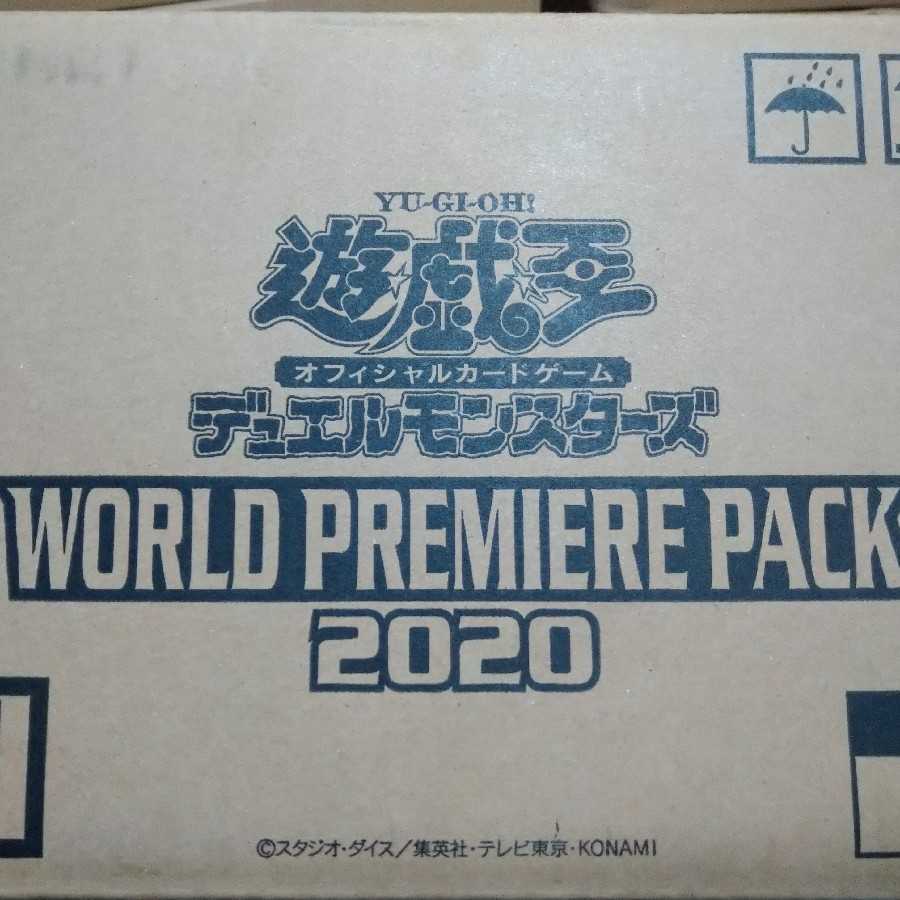 YU-GI-OH!
遊☆戯☆王
オフィシャルカードゲーム
デュエルモンスターズ
WORLD PREMIERE PACK
2020
©スタジオ・ダイス/集英社・テレビ東京・KONAMI